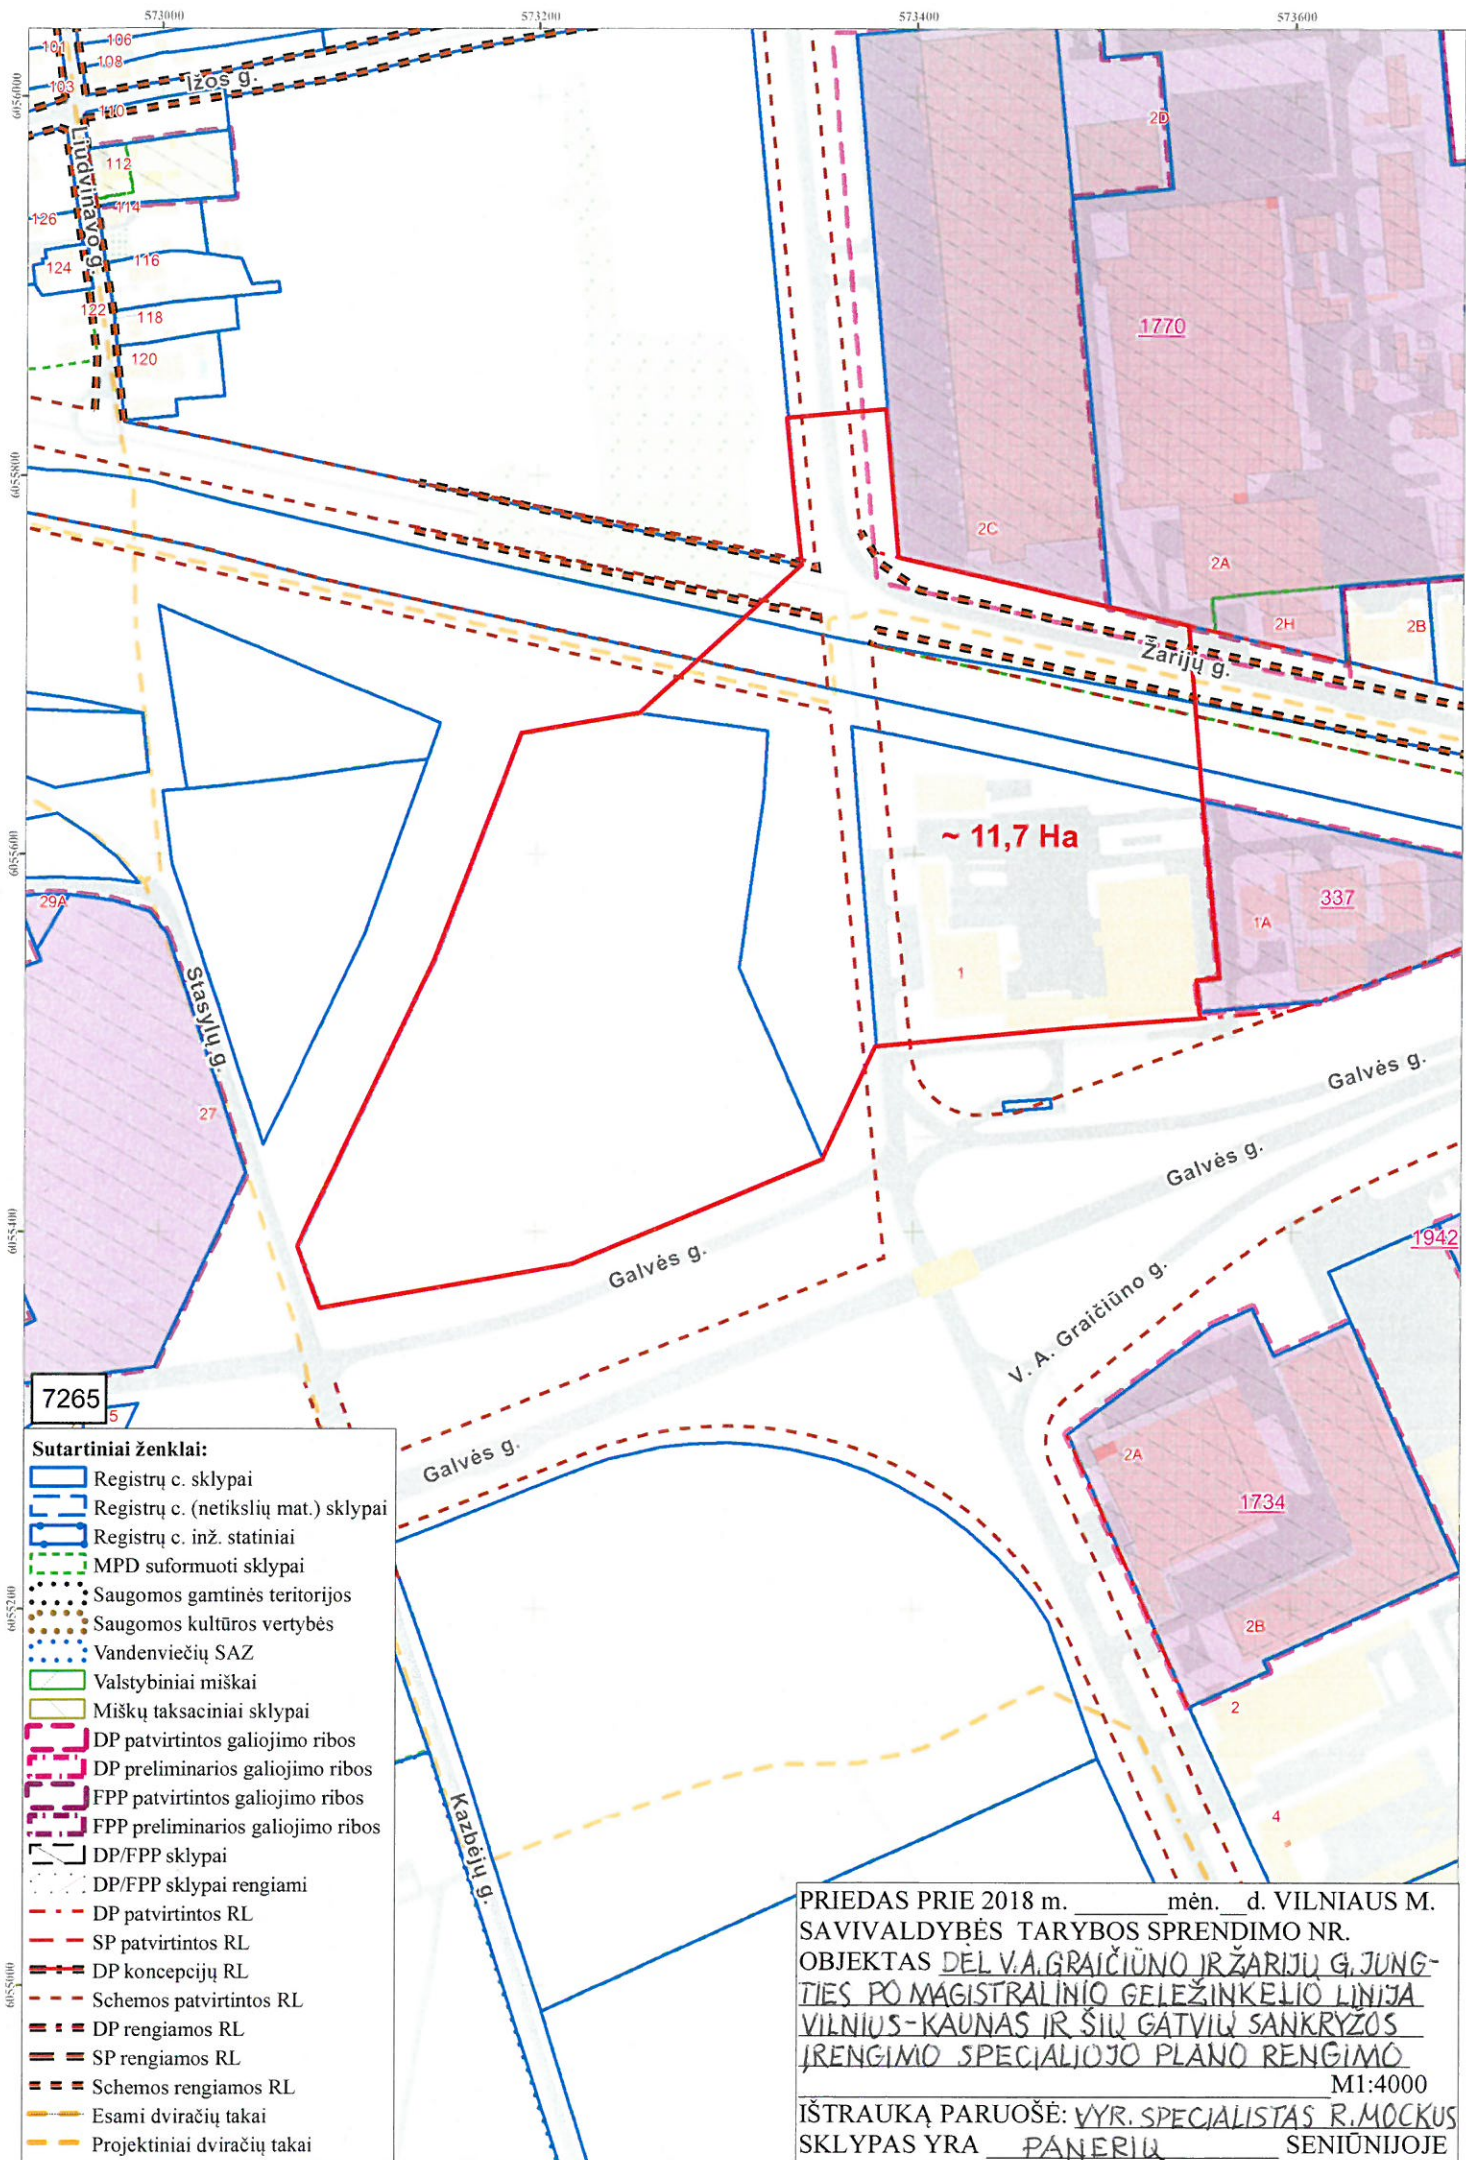 573000
573200
573400
573600
6056000
6055800
6055600
6055400
6055200
6055000
101
106
108
103
110
Ižos g.
Liudvinavo g.
112
114
126
116
124
122
118
120
2D
1770
2C
2A
2H
2B
Žarijų g.
~ 11,7 Ha
337
1A
1
29A
Stasylų g.
27
Galvės g.
Galvės g.
Galvės g.
1942
V. A. Graičiūno g.
7265
5
Galvės g.
2A
1734
2B
2
4
Kazbėjų g.
Sutartiniai ženklai:
Registrų c. sklypai
Registrų c. (netikslių mat.) sklypai
Registrų c. inž. statiniai
MPD suformuoti sklypai
Saugomos gamtinės teritorijos
Saugomos kultūros vertybės
Vandenviečių SAZ
Valstybiniai miškai
Miškų taksaciniai sklypai
DP patvirtintos galiojimo ribos
DP preliminarios galiojimo ribos
FPP patvirtintos galiojimo ribos
FPP preliminarios galiojimo ribos
DP/FPP sklypai
DP/FPP sklypai rengiami
DP patvirtintos RL
SP patvirtintos RL
DP koncepcijų RL
Schemos patvirtintos RL
DP rengiamos RL
SP rengiamos RL
Schemos rengiamos RL
Esami dviračių takai
Projektiniai dviračių takai
PRIEDAS PRIE 2018 m. ________mėn.__d. VILNIAUS M.
SAVIVALDYBĖS TARYBOS SPRENDIMO NR.
OBJEKTAS DĖL V.A.GRAIČIŪNO IR ŽARIJŲ G. JUNG-
TIES PO MAGISTRALINIO GELEŽINKELIO LINIJA
VILNIUS-KAUNAS IR ŠIŲ GATVIŲ SANKRYŽOS
ĮRENGIMO SPECIALIOJO PLANO RENGIMO
M1:4000
IŠTRAUKĄ PARUOŠĖ: VYR. SPECIALISTAS R.MOCKUS
SKLYPAS YRA PANERIŲ SENIŪNIJOJE